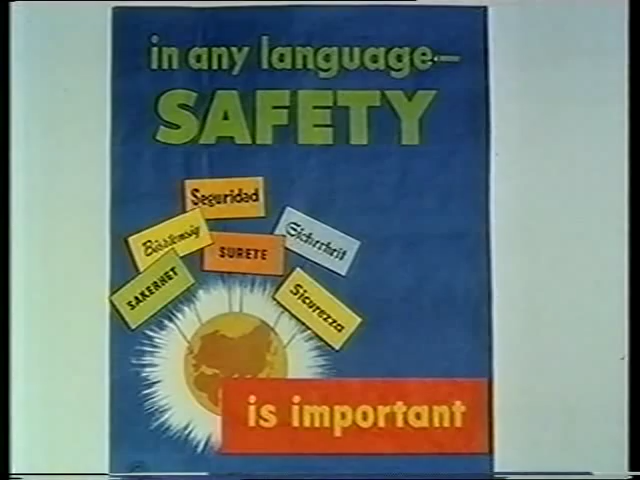 in any language—
SAFETY
Seguridad
Sicherheit
SURETE
SAKERHET
Sicurezza
is important